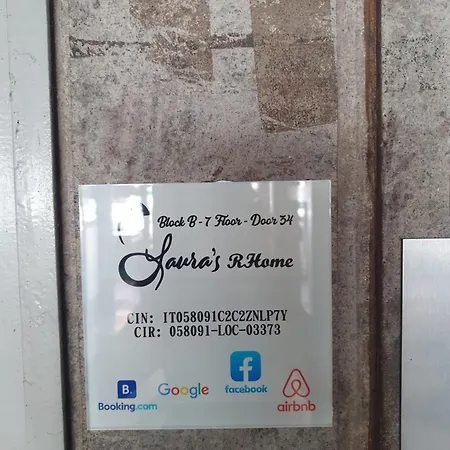 Block B - 7 Floor - Door 34
Laura's RHome
CIN: IT058091C2C2ZNLP7Y
CIR: 058091-LOC-03373
B. Google facebook airbnb
Booking.com